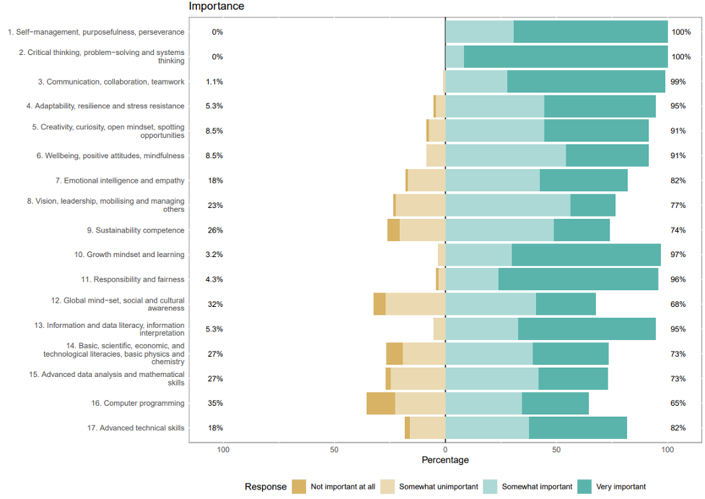 Importance
1. Self−management, purposefulness, perseverance 0% 100%
2. Critical thinking, problem−solving and systems
thinking 0% 100%
3. Communication, collaboration, teamwork 1.1% 99%
4. Adaptability, resilience and stress resistance 5.3% 95%
5. Creativity, curiosity, open mindset, spotting
opportunities 8.5% 91%
6. Wellbeing, positive attitudes, mindfulness 8.5% 91%
7. Emotional intelligence and empathy 18% 82%
8. Vision, leadership, mobilising and managing
others 23% 77%
9. Sustainability competence 26% 74%
10. Growth mindset and learning 3.2% 97%
11. Responsibility and fairness 4.3% 96%
12. Global mind−set, social and cultural
awareness 32% 68%
13. Information and data literacy, information
interpretation 5.3% 95%
14. Basic, scientific, economic, and
technological literacies, basic physics and
chemistry 27% 73%
15. Advanced data analysis and mathematical
skills 27% 73%
16. Computer programming 35% 65%
17. Advanced technical skills 18% 82%
100 50 0 50 100
Percentage
Response Not important at all Somewhat unimportant Somewhat important Very important